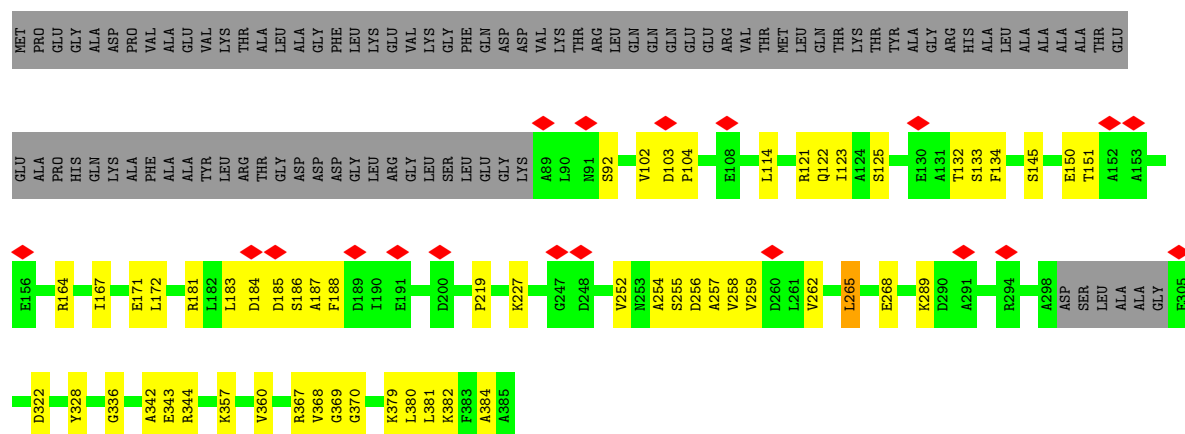 MET PRO GLU GLY ALA ASP PRO VAL ALA GLU VAL LYS THR ALA LEU ALA GLY PHE LEU LYS GLU VAL LYS GLY PHE GLN ASP ASP VAL LYS THR ARG LEU GLN GLN GLN GLU GLU ARG VAL THR MET LEU GLN THR LYS THR TYR ALA GLY ARG HIS ALA LEU ALA ALA ALA ALA THR GLU
GLU ALA PRO HIS GLN LYS ALA PHE ALA ALA TYR LEU ARG THR GLY ASP ASP ASP GLY LEU ARG GLY LEU SER LEU GLU GLY LYS A89 L90 N91 S92 V102 D103 P104 E108 L114 R121 Q122 I123 A124 S125 E130 A131 T132 S133 F134 S145 E150 T151 A152 A153
E156 R164 I167 E171 L172 R181 L182 L183 D184 D185 S186 A187 F188 D189 I190 E191 D200 P219 K227 G247 D248 V252 N253 A254 S255 D256 A257 V258 V259 D260 L261 V262 L265 E268 K289 D290 A291 R294 A298 ASP SER LEU ALA ALA GLY E305
D322 Y328 G336 A342 E343 R344 K357 V360 R367 V368 G369 G370 K379 L380 L381 K382 F383 A384 A385